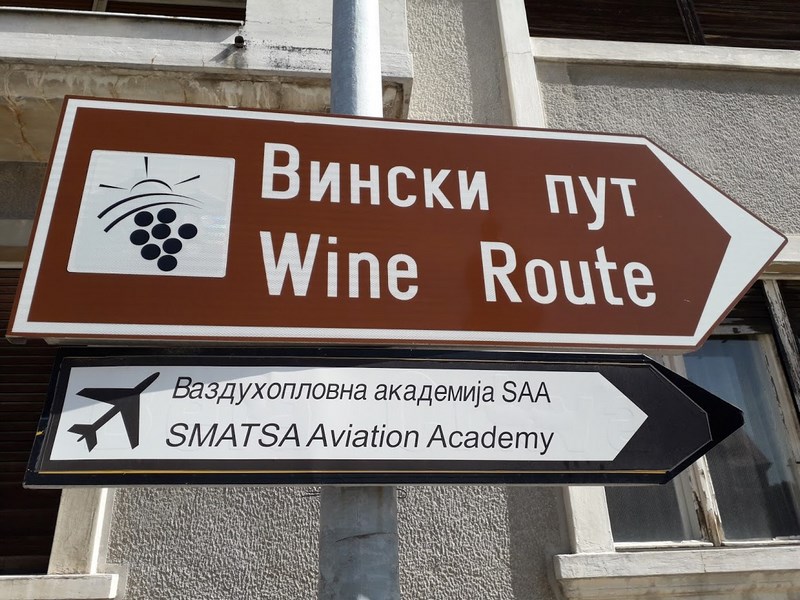 Вински пут
Wine Route
Ваздухопловна академија SAA
SMATSA Aviation Academy